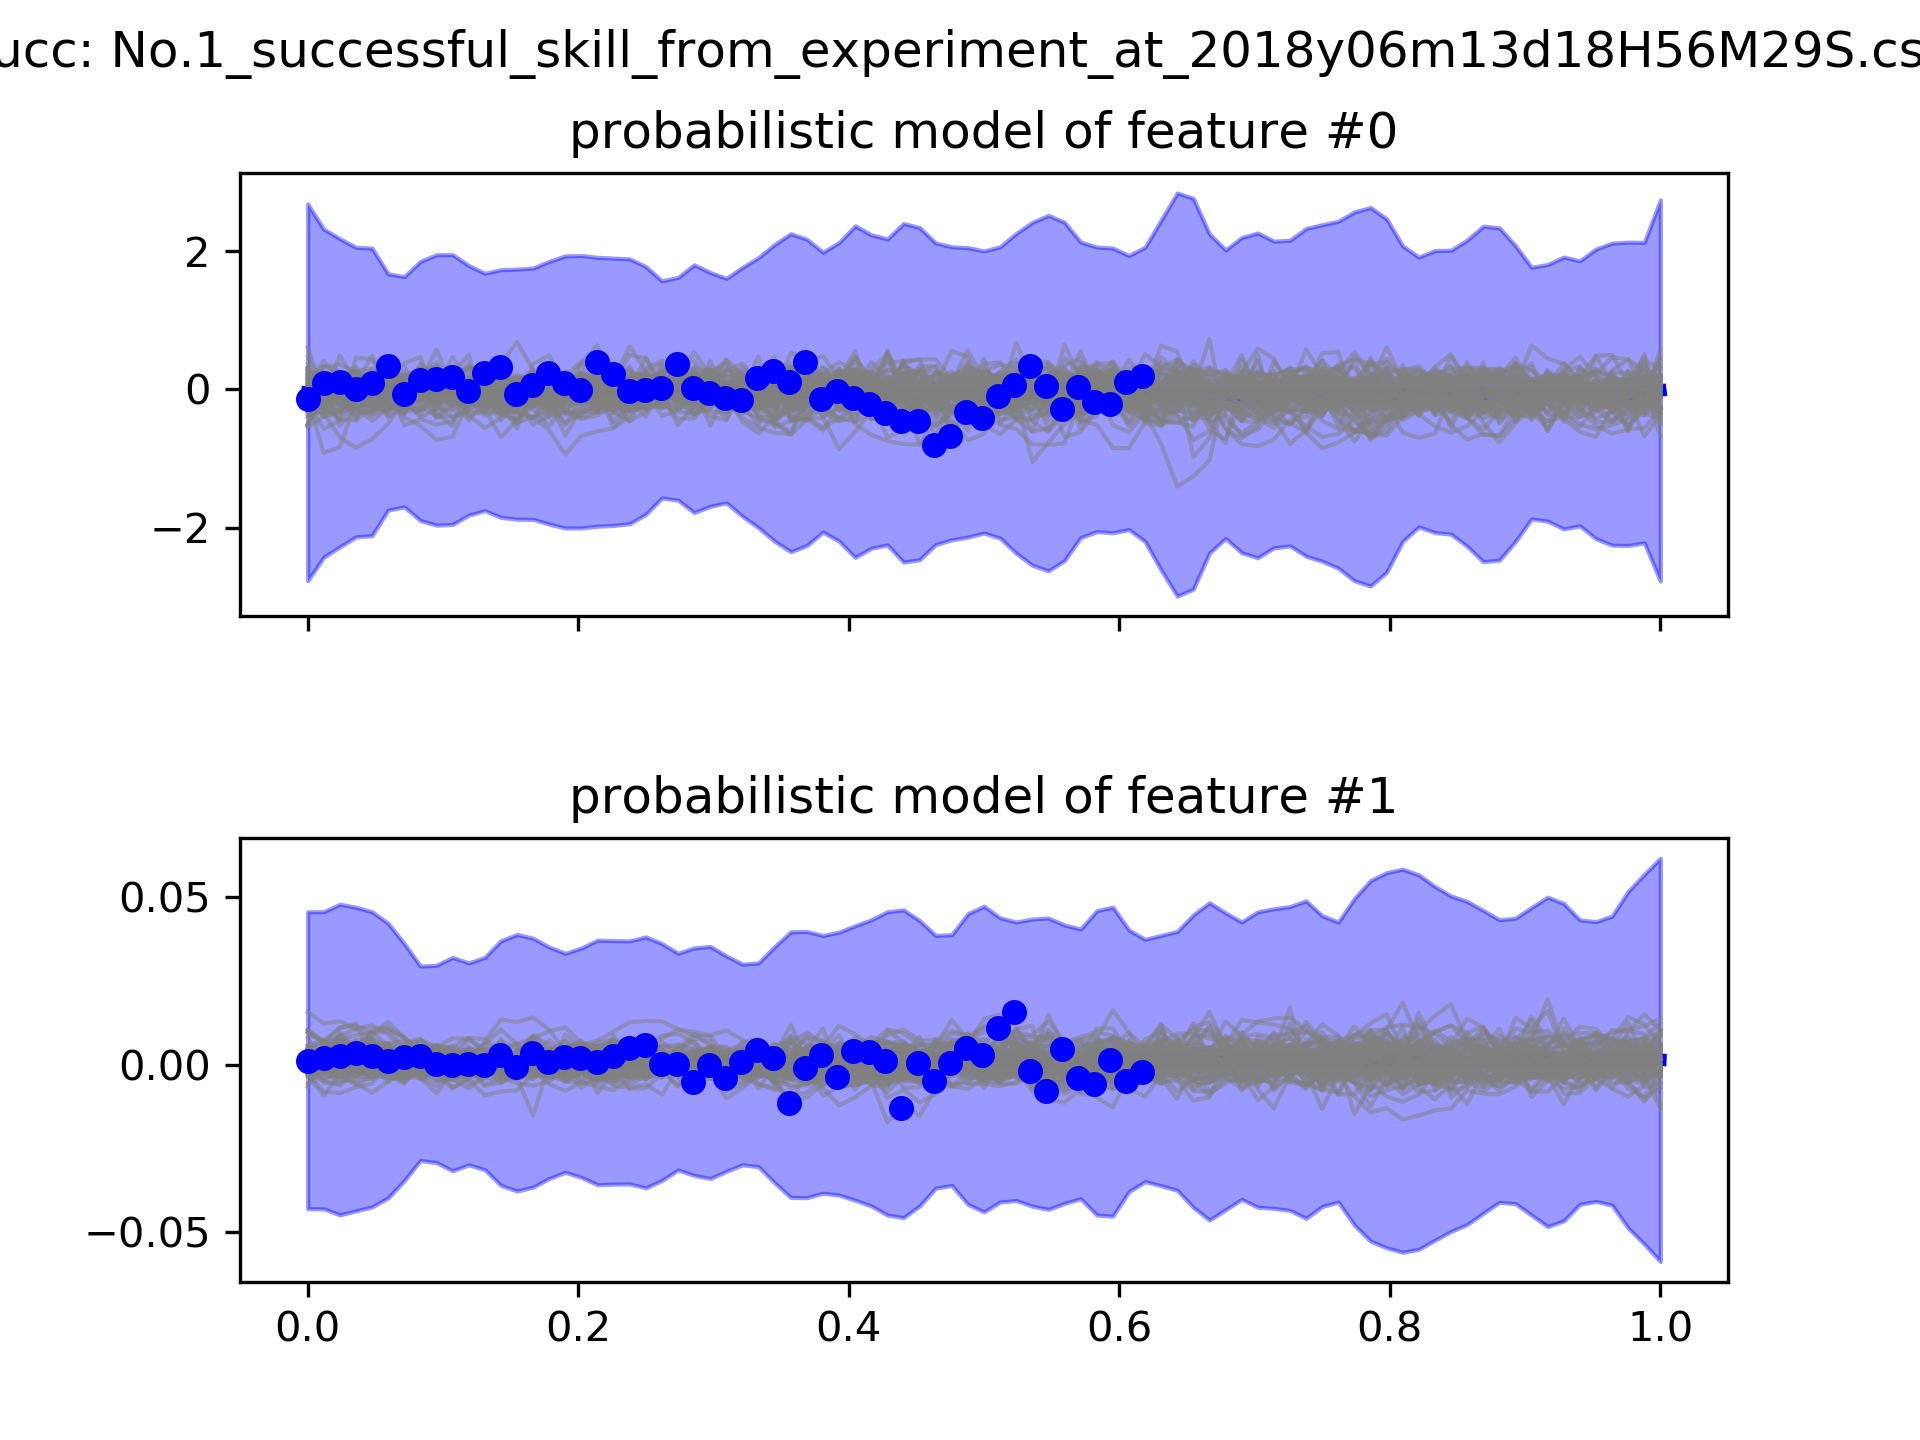 ucc: No.1_successful_skill_from_experiment_at_2018y06m13d18H56M29S.cs
probabilistic model of feature #0
2
0
−2
probabilistic model of feature #1
0.05
0.00
−0.05
0.0 0.2 0.4 0.6 0.8 1.0